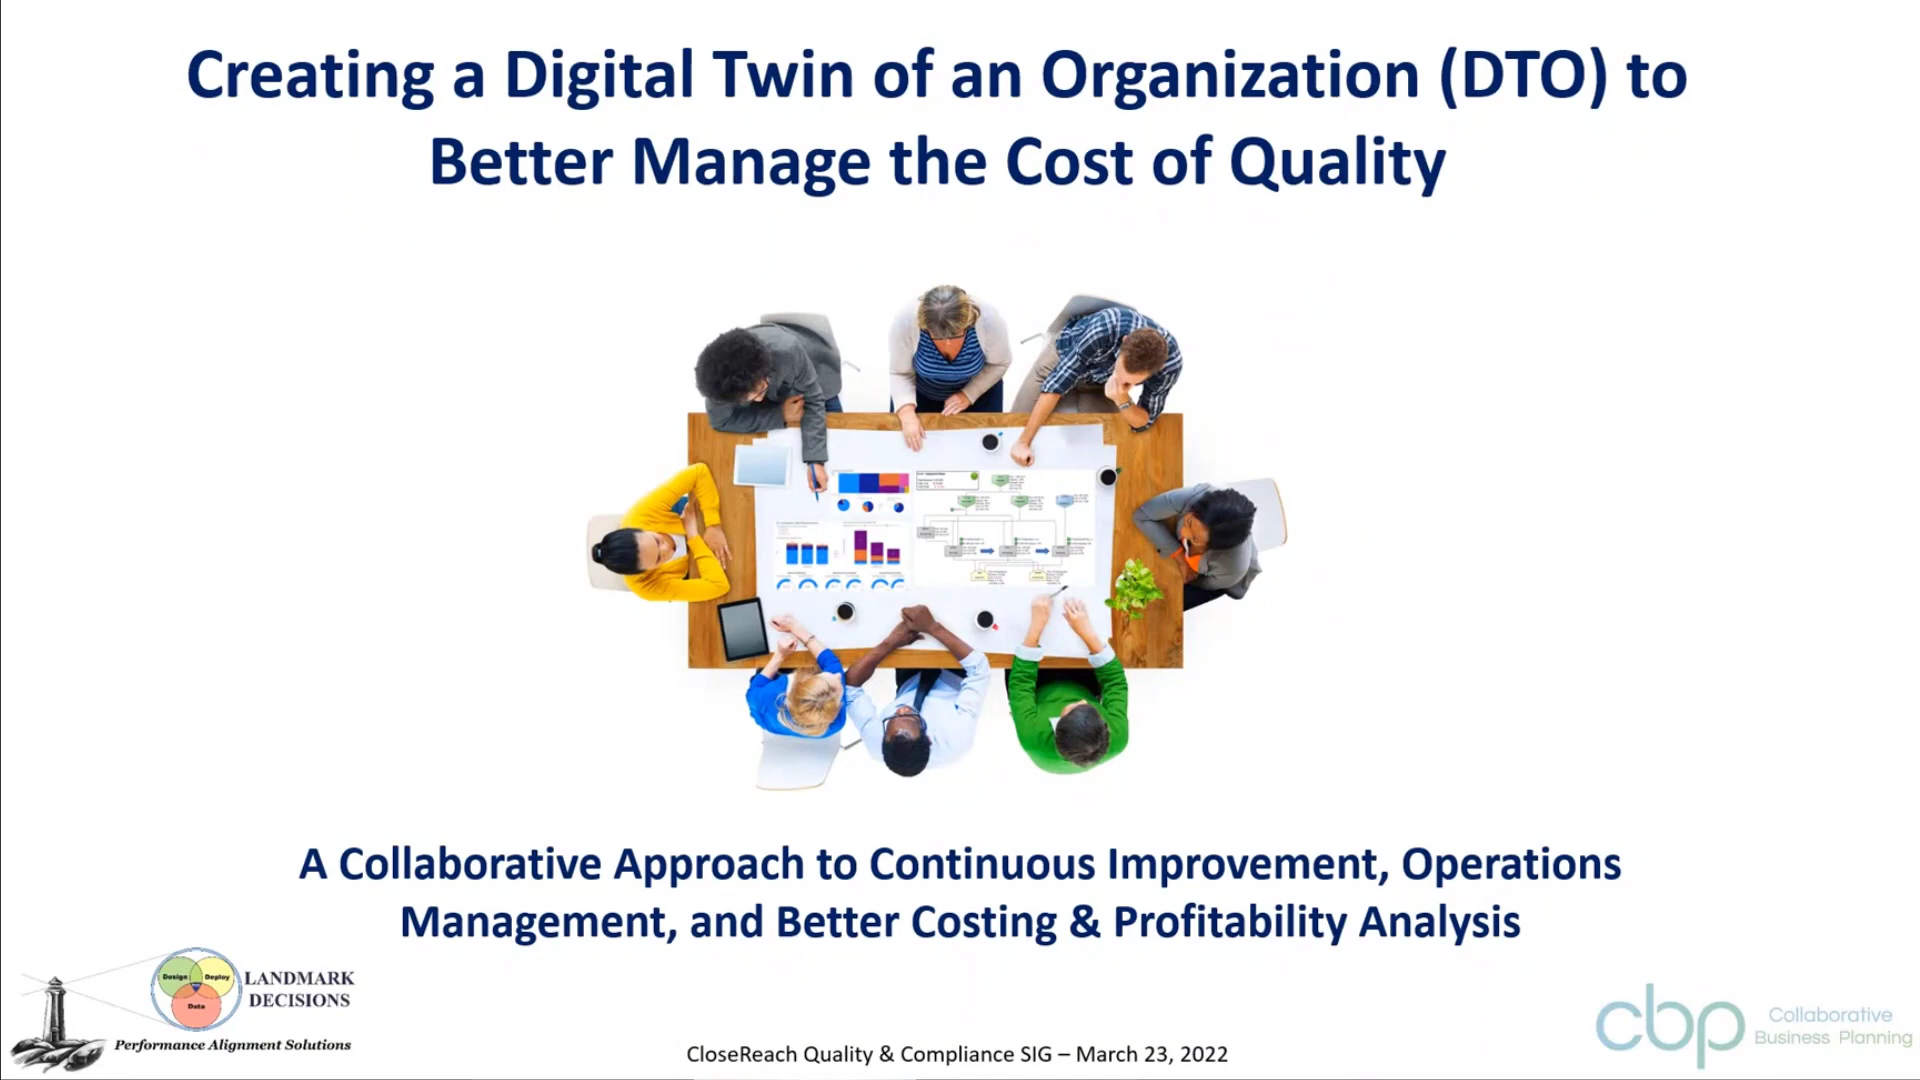 Creating a Digital Twin of an Organization (DTO) to
Better Manage the Cost of Quality
A Collaborative Approach to Continuous Improvement, Operations
Management, and Better Costing & Profitability Analysis
Design
Deploy
Data
LANDMARK
DECISIONS
Performance Alignment Solutions
CloseReach Quality & Compliance SIG – March 23, 2022
cbp
Collaborative
Business Planning